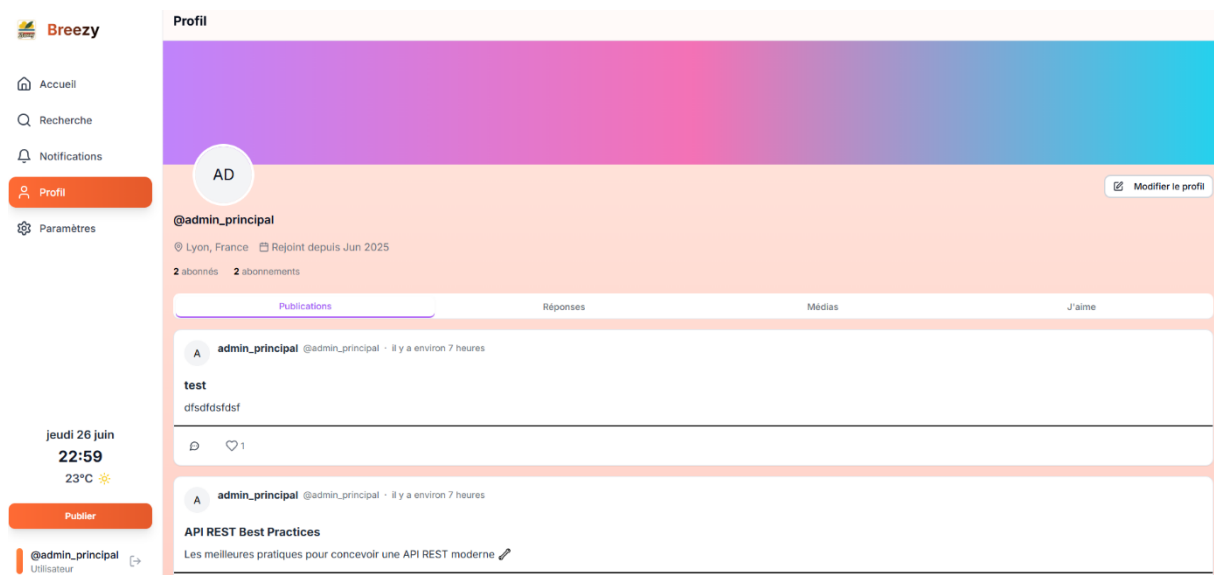 Breezy
Accueil
Recherche
Notifications
Profil
Paramètres
jeudi 26 juin
22:59
23°C
Publier
@admin_principal
Utilisateur
Profil
AD
Modifier le profil
@admin_principal
Lyon, France Rejoint depuis Jun 2025
2 abonnés 2 abonnements
Publications Réponses Médias J'aime
A admin_principal @admin_principal · il y a environ 7 heures
test
dfsdfdsfdsf
1
A admin_principal @admin_principal · il y a environ 7 heures
API REST Best Practices
Les meilleures pratiques pour concevoir une API REST moderne